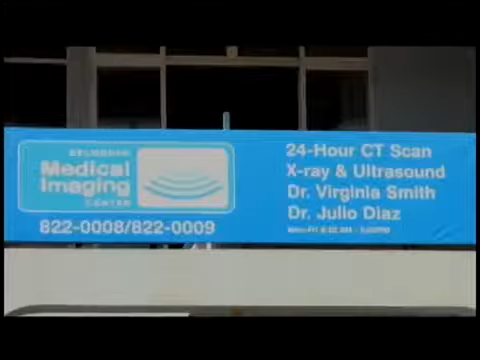 BELMOPAN
Medical
Imaging
CENTER
822-0008/822-0009
24-Hour CT Scan
X-ray & Ultrasound
Dr. Virginia Smith
Dr. Julio Diaz